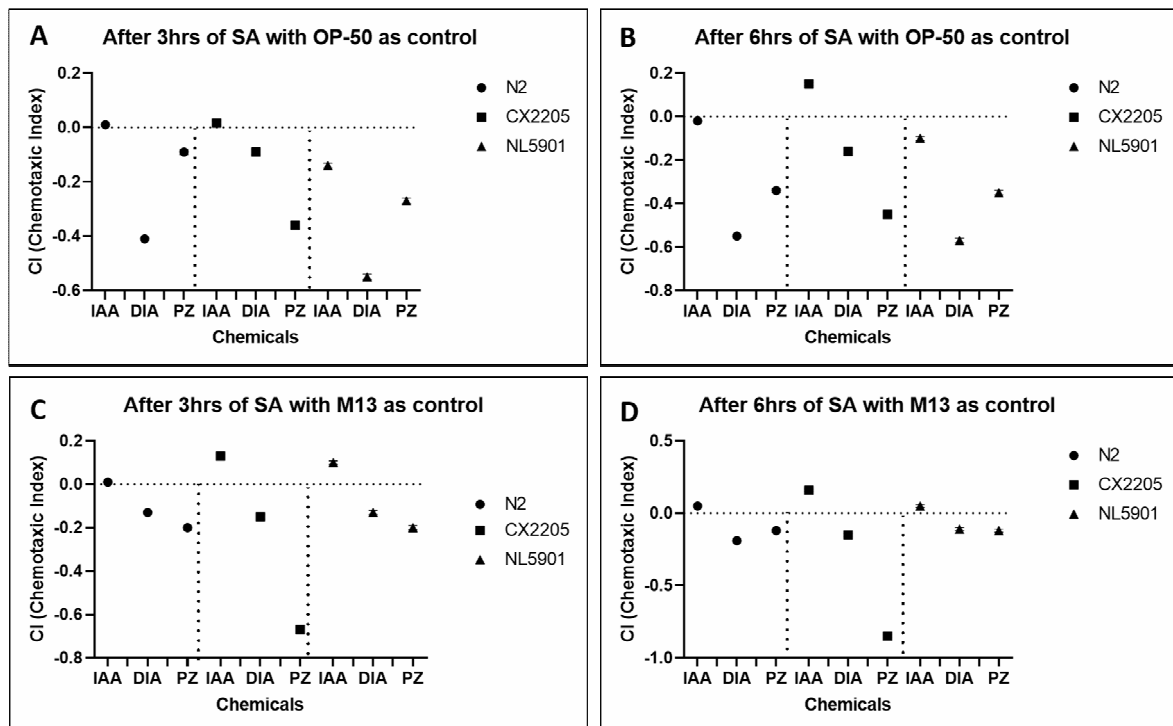 A
After 3hrs of SA with OP-50 as control
CI (Chemotaxic Index)
0.2
0.0
-0.2
-0.4
-0.6
IAA DIA PZ IAA DIA PZ IAA DIA PZ
Chemicals
N2
CX2205
NL5901
B
After 6hrs of SA with OP-50 as control
CI (Chemotaxic Index)
0.2
0.0
-0.2
-0.4
-0.6
-0.8
IAA DIA PZ IAA DIA PZ IAA DIA PZ
Chemicals
N2
CX2205
NL5901
C
After 3hrs of SA with M13 as control
CI (Chemotaxic Index)
0.2
0.0
-0.2
-0.4
-0.6
-0.8
IAA DIA PZ IAA DIA PZ IAA DIA PZ
Chemicals
N2
CX2205
NL5901
D
After 6hrs of SA with M13 as control
CI (Chemotaxic Index)
0.5
0.0
-0.5
-1.0
IAA DIA PZ IAA DIA PZ IAA DIA PZ
Chemicals
N2
CX2205
NL5901